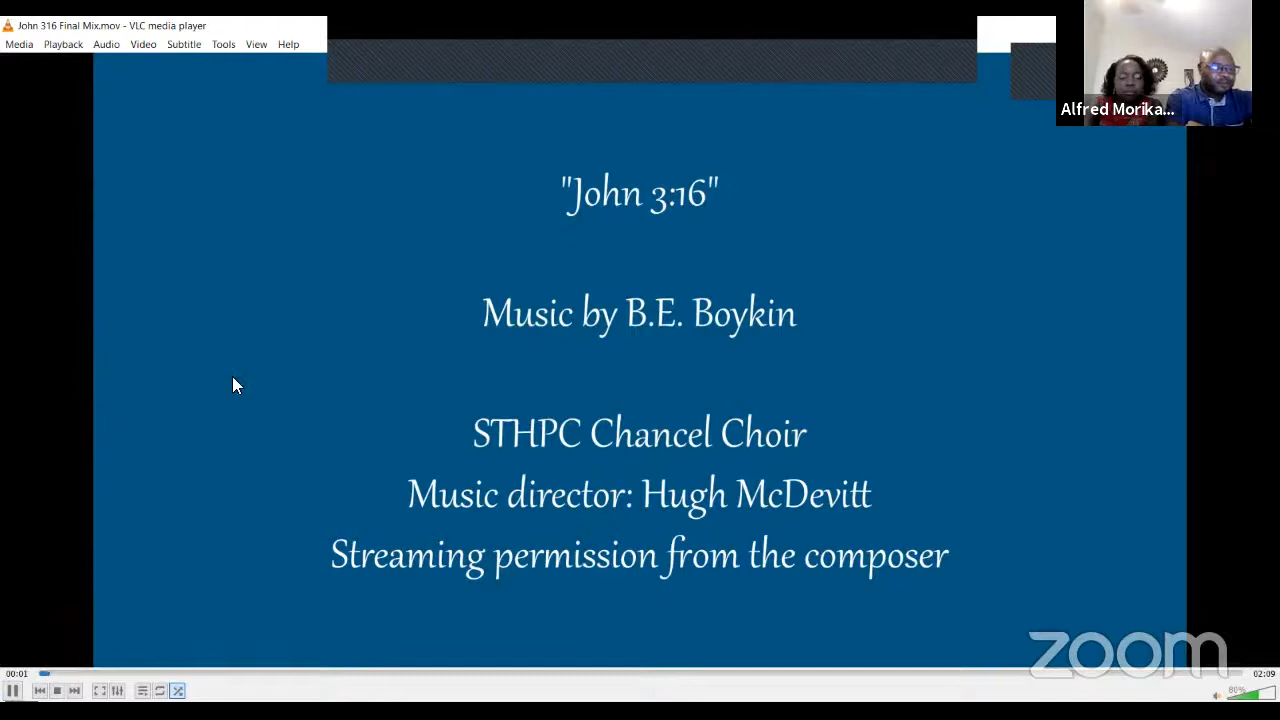 John 316 Final Mix.mov - VLC media player
Media Playback Audio Video Subtitle Tools View Help
Alfred Morika...
"John 3:16"
Music by B.E. Boykin
STHPC Chancel Choir
Music director: Hugh McDevitt
Streaming permission from the composer
zoom
00:01
02:09
80%